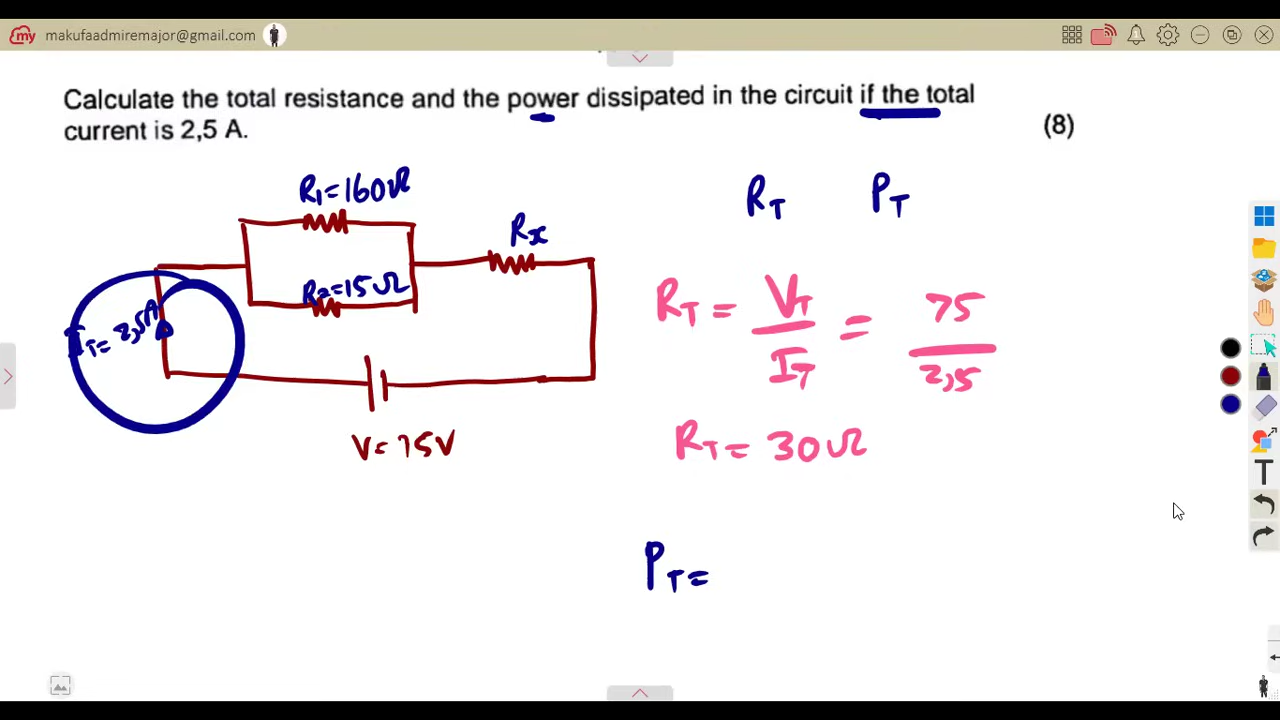 my makufaadmiremajor@gmail.com
Calculate the total resistance and the power dissipated in the circuit if the total
current is 2,5 A.
(8)
R1=160Ω
Rx
R2=15Ω
IT= 2,5A
V= 75V
RT PT
RT = VT/IT = 75/2,5
RT= 30Ω
PT=
T